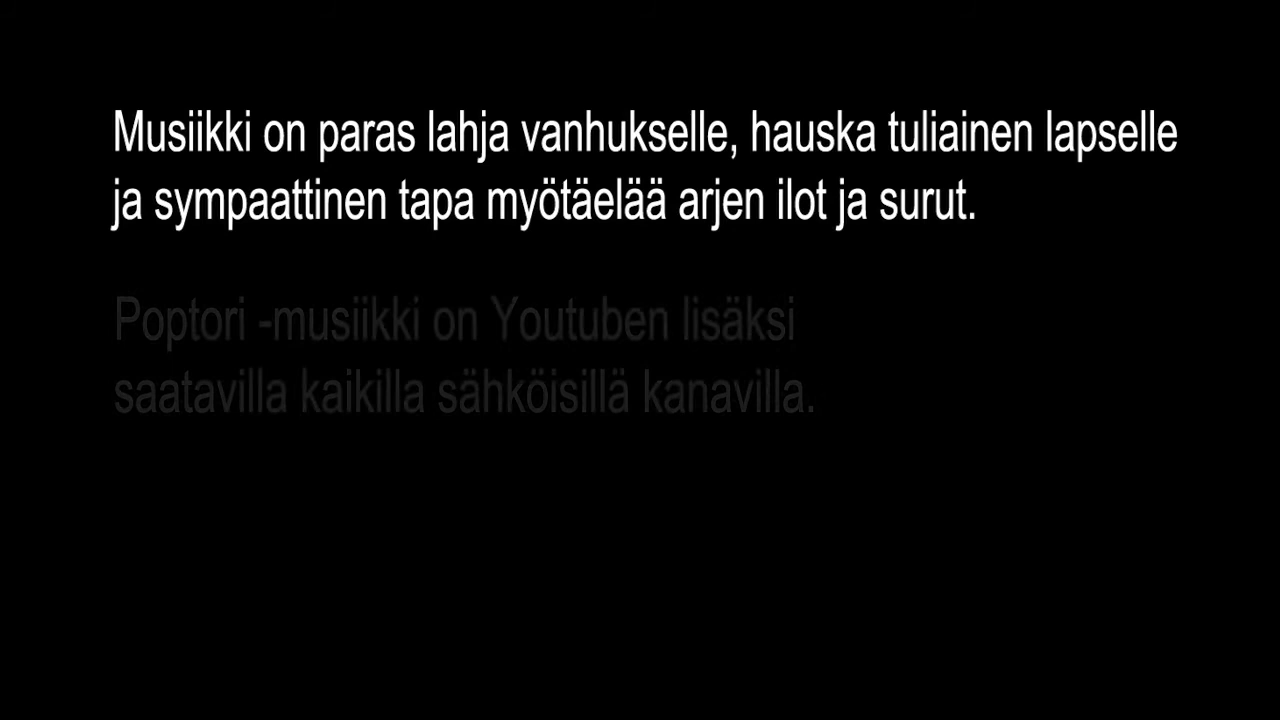 Musiikki on paras lahja vanhukselle, hauska tuliainen lapselle
ja sympaattinen tapa myötäelää arjen ilot ja surut.
Poptori -musiikki on Youtuben lisäksi
saatavilla kaikilla sähköisillä kanavilla.